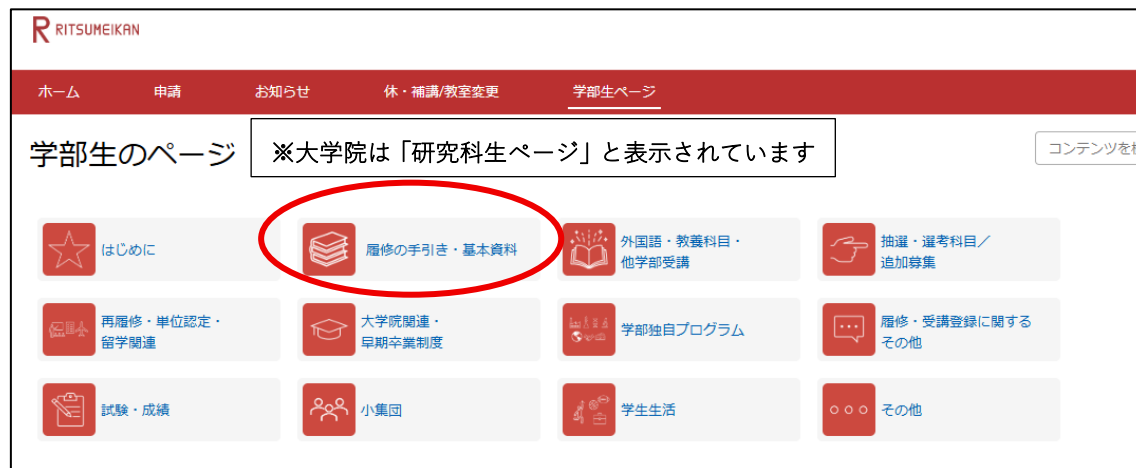 RITSUMEIKAN
ホーム 申請 お知らせ 休・補講/教室変更 学部生ページ
学部生のページ
※大学院は「研究科生ページ」と表示されています
コンテンツを
はじめに
履修の手引き・基本資料
外国語・教養科目・
他学部受講
抽選・選考科目／
追加募集
再履修・単位認定・
留学関連
大学院関連・
早期卒業制度
学部独自プログラム
履修・受講登録に関する
その他
試験・成績
小集団
学生生活
その他